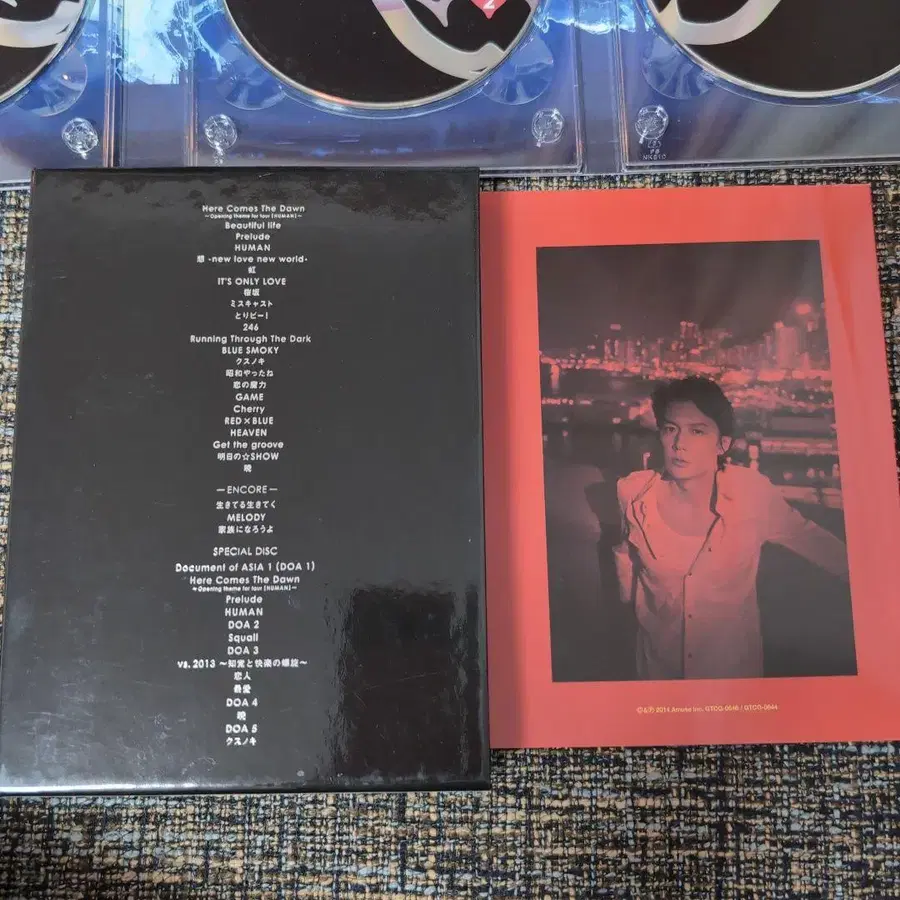 2
PS
NK610
Here Comes The Dawn
〜Opening theme for tour [HUMAN]〜
Beautiful life
Prelude
HUMAN
想 -new love new world-
虹
IT'S ONLY LOVE
桜坂
ミスキャスト
とりビー!
246
Running Through The Dark
BLUE SMOKY
クスノキ
昭和やったね
恋の魔力
GAME
Cherry
RED×BLUE
HEAVEN
Get the groove
明日の☆SHOW
暁
—ENCORE—
生きてる生きてく
MELODY
家族になろうよ
SPECIAL DISC
Document of ASIA 1 (DOA 1)
Here Comes The Dawn
〜Opening theme for tour [HUMAN]〜
Prelude
HUMAN
DOA 2
Squall
DOA 3
vs. 2013 〜知覚と快楽の螺旋〜
恋人
最愛
DOA 4
暁
DOA 5
クスノキ
©&℗ 2014 Amuse Inc.